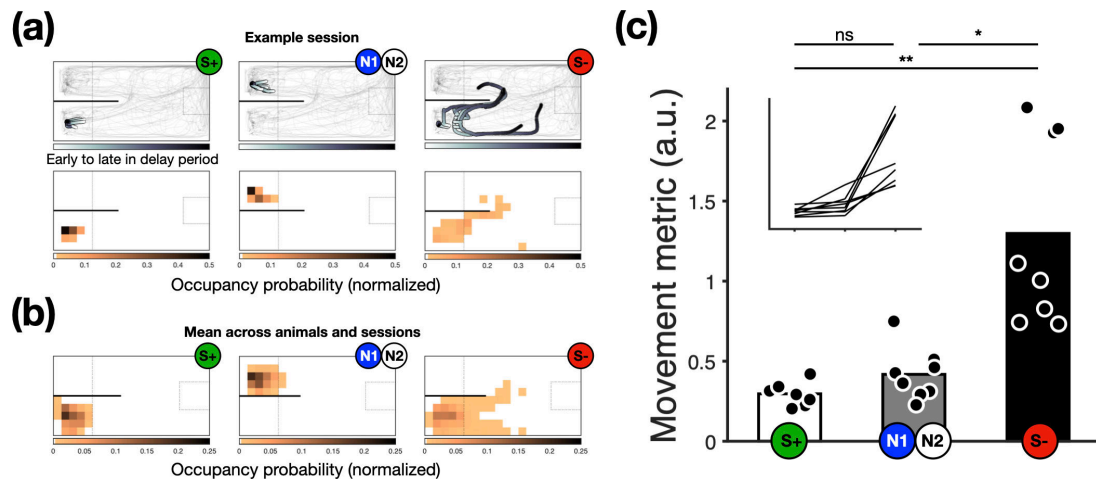 (a)
Example session
S+
N1 N2
S-
Early to late in delay period
0 0.1 0.2 0.3 0.4 0.5
0 0.1 0.2 0.3 0.4 0.5
0 0.1 0.2 0.3 0.4 0.5
Occupancy probability (normalized)
(b)
Mean across animals and sessions
S+
N1 N2
S-
0 0.05 0.1 0.15 0.2 0.25
0 0.05 0.1 0.15 0.2 0.25
0 0.05 0.1 0.15 0.2 0.25
Occupancy probability (normalized)
(c)
ns
*
**
Movement metric (a.u.)
2
1.5
1
0.5
0
S+
N1 N2
S-